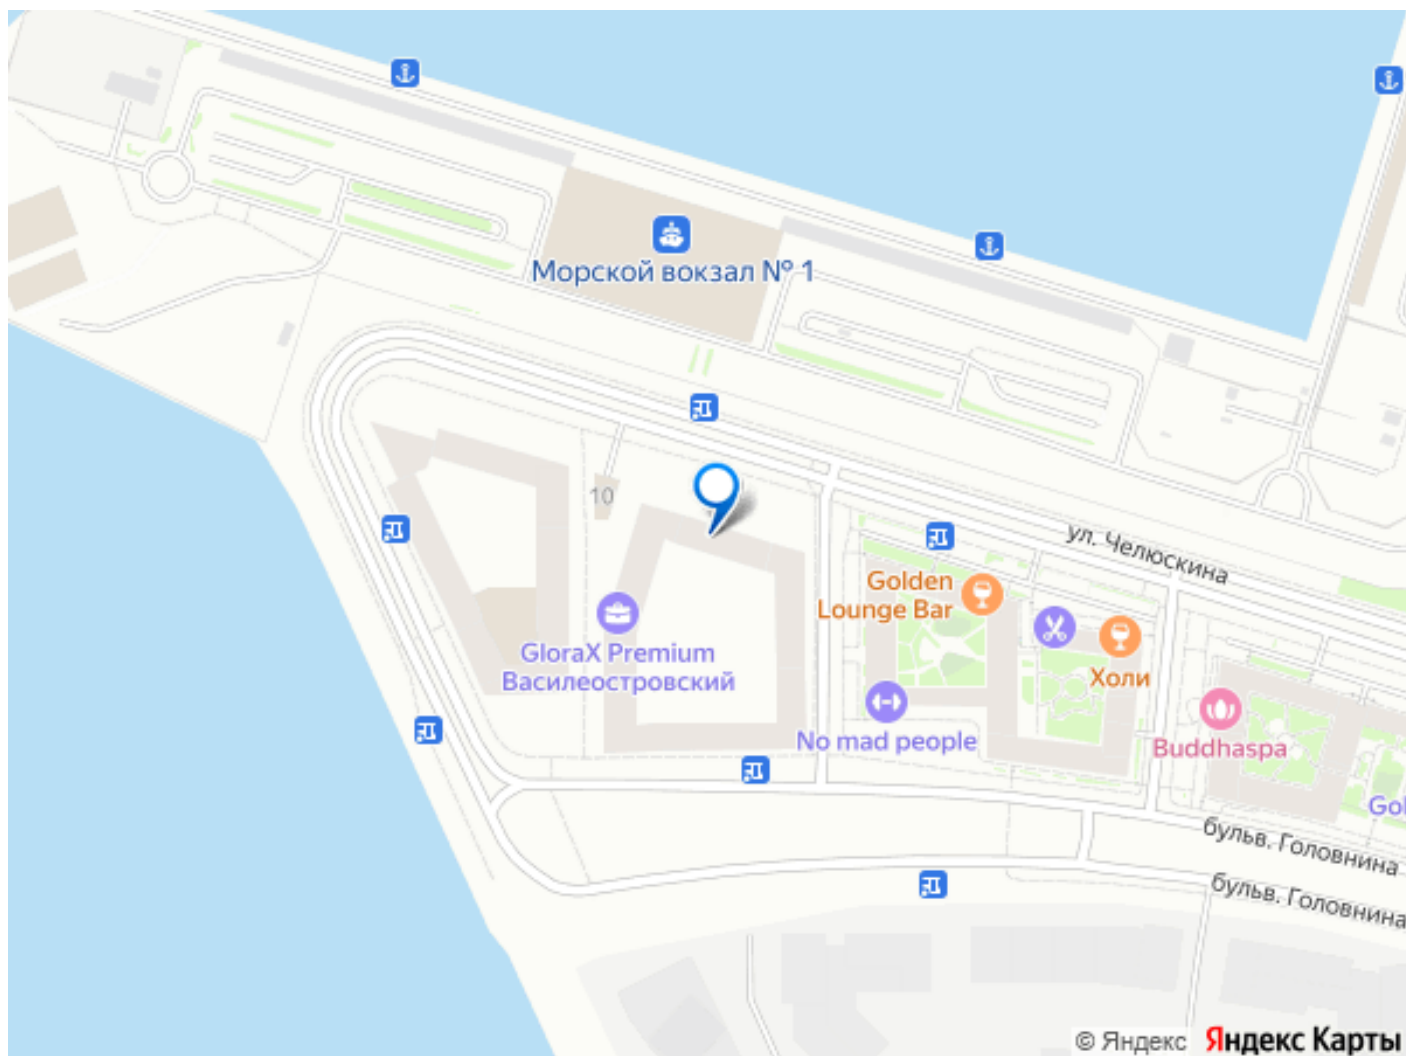 Морской вокзал № 1
10
ул. Челюскина
Golden
Lounge Bar
GloraX Premium
Василеостровский
Холи
No mad people
Buddhaspa
Gol
бульв. Головнина
бульв. Головнина
© Яндекс Яндекс Карты